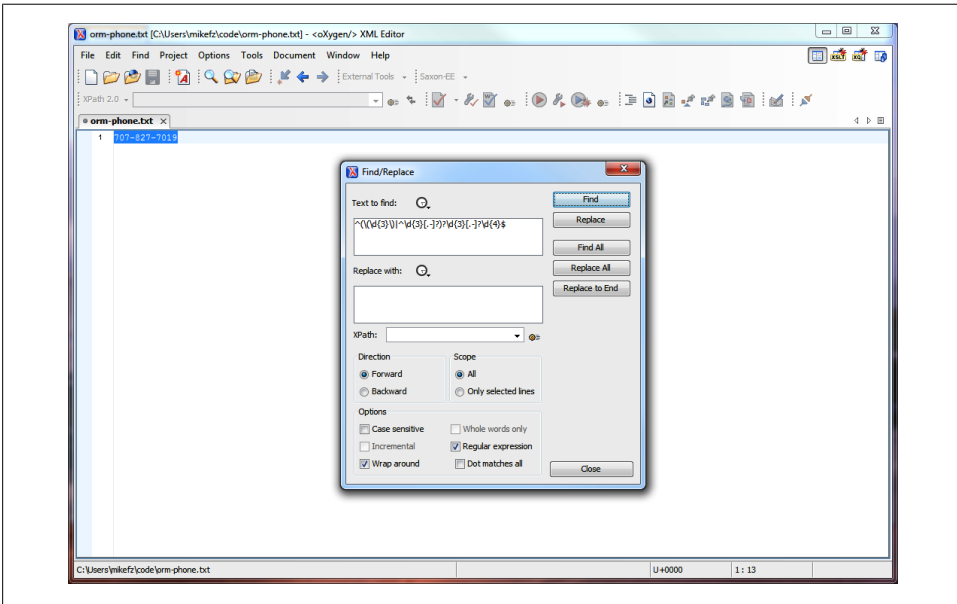 orm-phone.txt [C:\Users\mikefz\code\orm-phone.txt] - <oXygen/> XML Editor
File Edit Find Project Options Tools Document Window Help
External Tools Saxon-EE
XPath 2.0
orm-phone.txt
1 707-827-7019
Find/Replace
Text to find:
Find
^(\(\d{3}\)|^\d{3}[.-]?)?\d{3}[.-]?\d{4}$
Replace
Find All
Replace with:
Replace All
Replace to End
XPath:
Direction Scope
Forward All
Backward Only selected lines
Options
Case sensitive Whole words only
Incremental Regular expression
Wrap around Dot matches all
Close
C:\Users\mikefz\code\orm-phone.txt U+0000 1 : 13